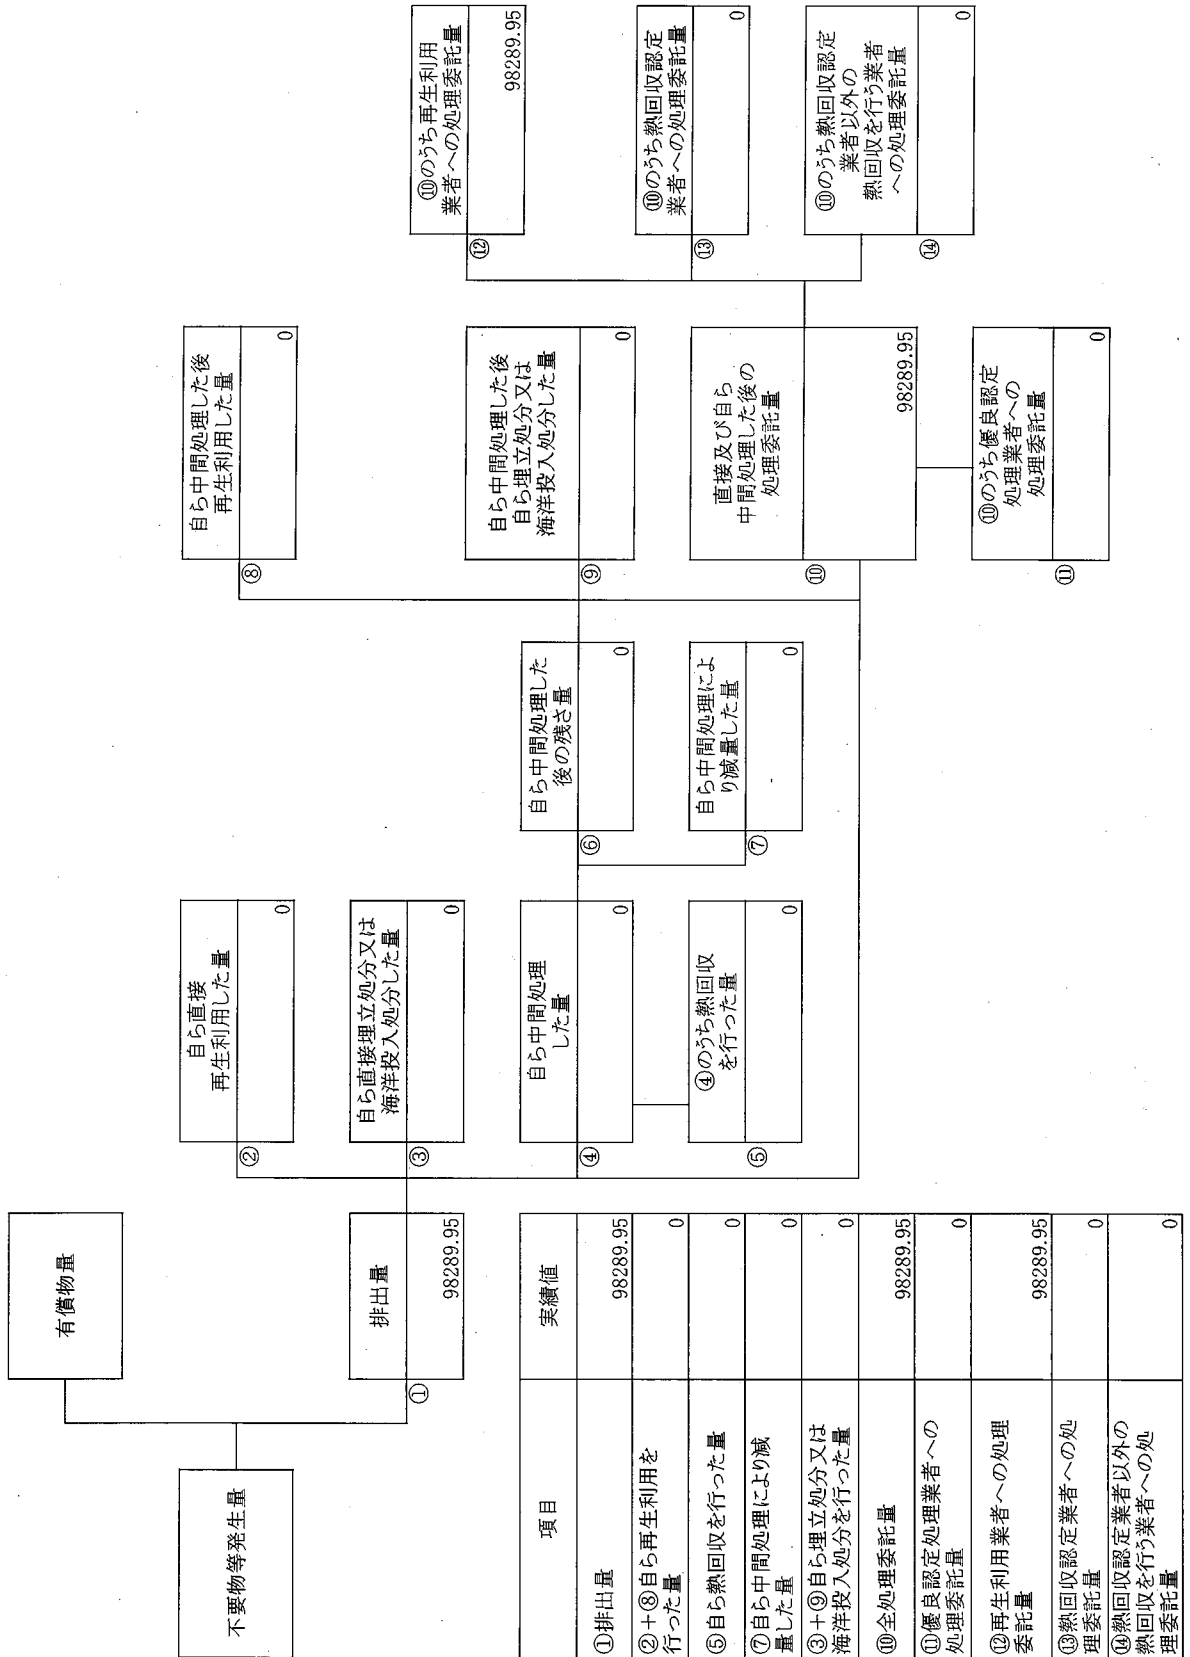 不要物等発生量
有償物量
排出量
①
98289.95
自ら直接
再生利用した量
②
0
自ら直接埋立処分又は
海洋投入処分した量
③
0
自ら中間処理
した量
④
0
④のうち熱回収
を行った量
⑤
0
自ら中間処理した
後の残さ量
⑥
0
自ら中間処理によ
り減量した量
⑦
0
自ら中間処理した後
再生利用した量
⑧
0
自ら中間処理した後
自ら埋立処分又は
海洋投入処分した量
⑨
0
直接及び自ら
中間処理した後の
処理委託量
⑩
98289.95
⑩のうち優良認定
処理業者への
処理委託量
⑪
0
⑩のうち再生利用
業者への処理委託量
⑫
98289.95
⑩のうち熱回収認定
業者への処理委託量
⑬
0
⑩のうち熱回収認定
業者以外の
熱回収を行う業者
への処理委託量
⑭
0
項目
実績値
①排出量
98289.95
②+⑧自ら再生利用を
行った量
0
⑤自ら熱回収を行った量
0
⑦自ら中間処理により減
量した量
0
③+⑨自ら埋立処分又は
海洋投入処分を行った量
0
⑩全処理委託量
98289.95
⑪優良認定処理業者への
処理委託量
0
⑫再生利用業者への処理
委託量
98289.95
⑬熱回収認定業者への処
理委託量
0
⑭熱回収認定業者以外の
熱回収を行う業者への処
理委託量
0